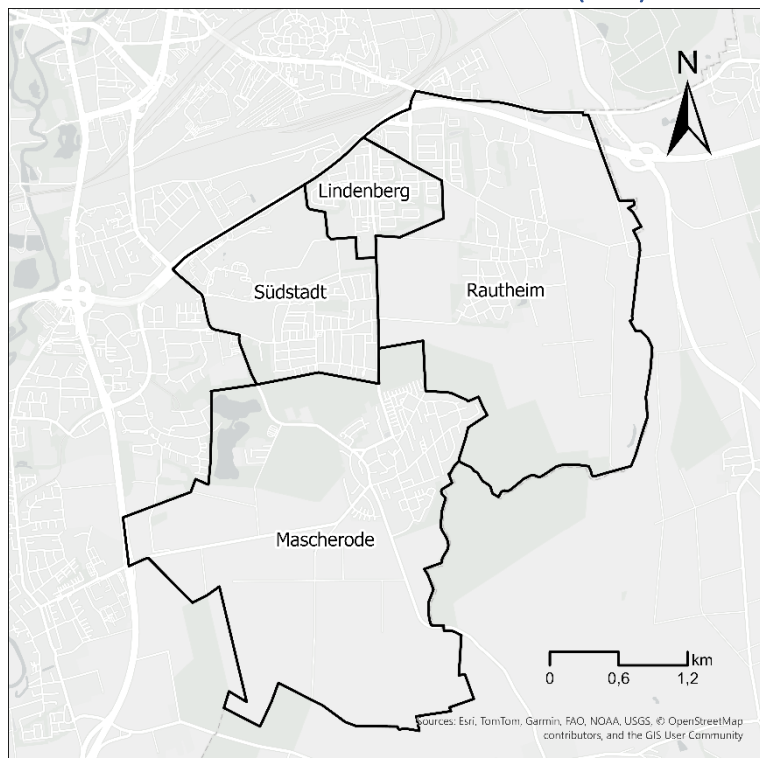 N
Lindenberg
Südstadt
Rautheim
Mascherode
km
0 0,6 1,2
Sources: Esri, TomTom, Garmin, FAO, NOAA, USGS, © OpenStreetMap
contributors, and the GIS User Community